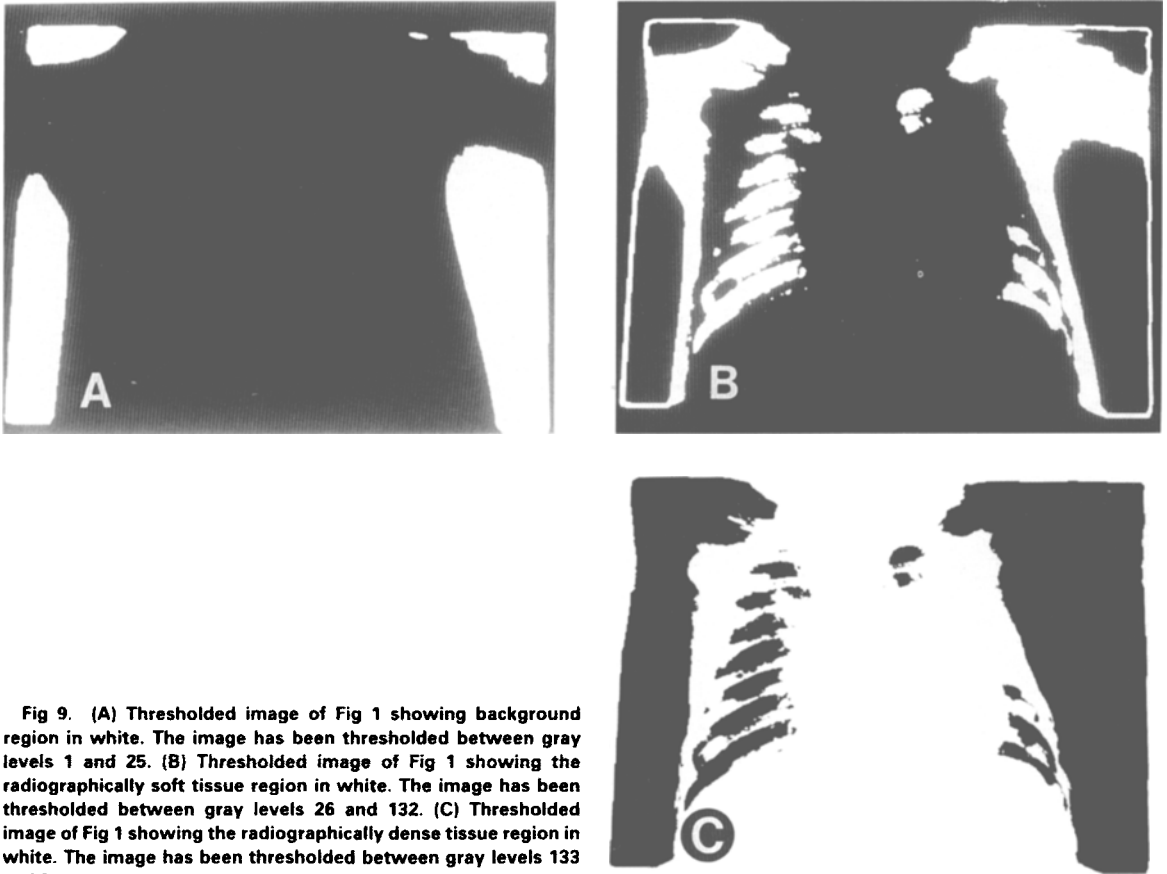 A
B
C
Fig 9. (A) Thresholded image of Fig 1 showing background
region in white. The image has been thresholded between gray
levels 1 and 25. (B) Thresholded image of Fig 1 showing the
radiographically soft tissue region in white. The image has been
thresholded between gray levels 26 and 132. (C) Thresholded
image of Fig 1 showing the radiographically dense tissue region in
white. The image has been thresholded between gray levels 133